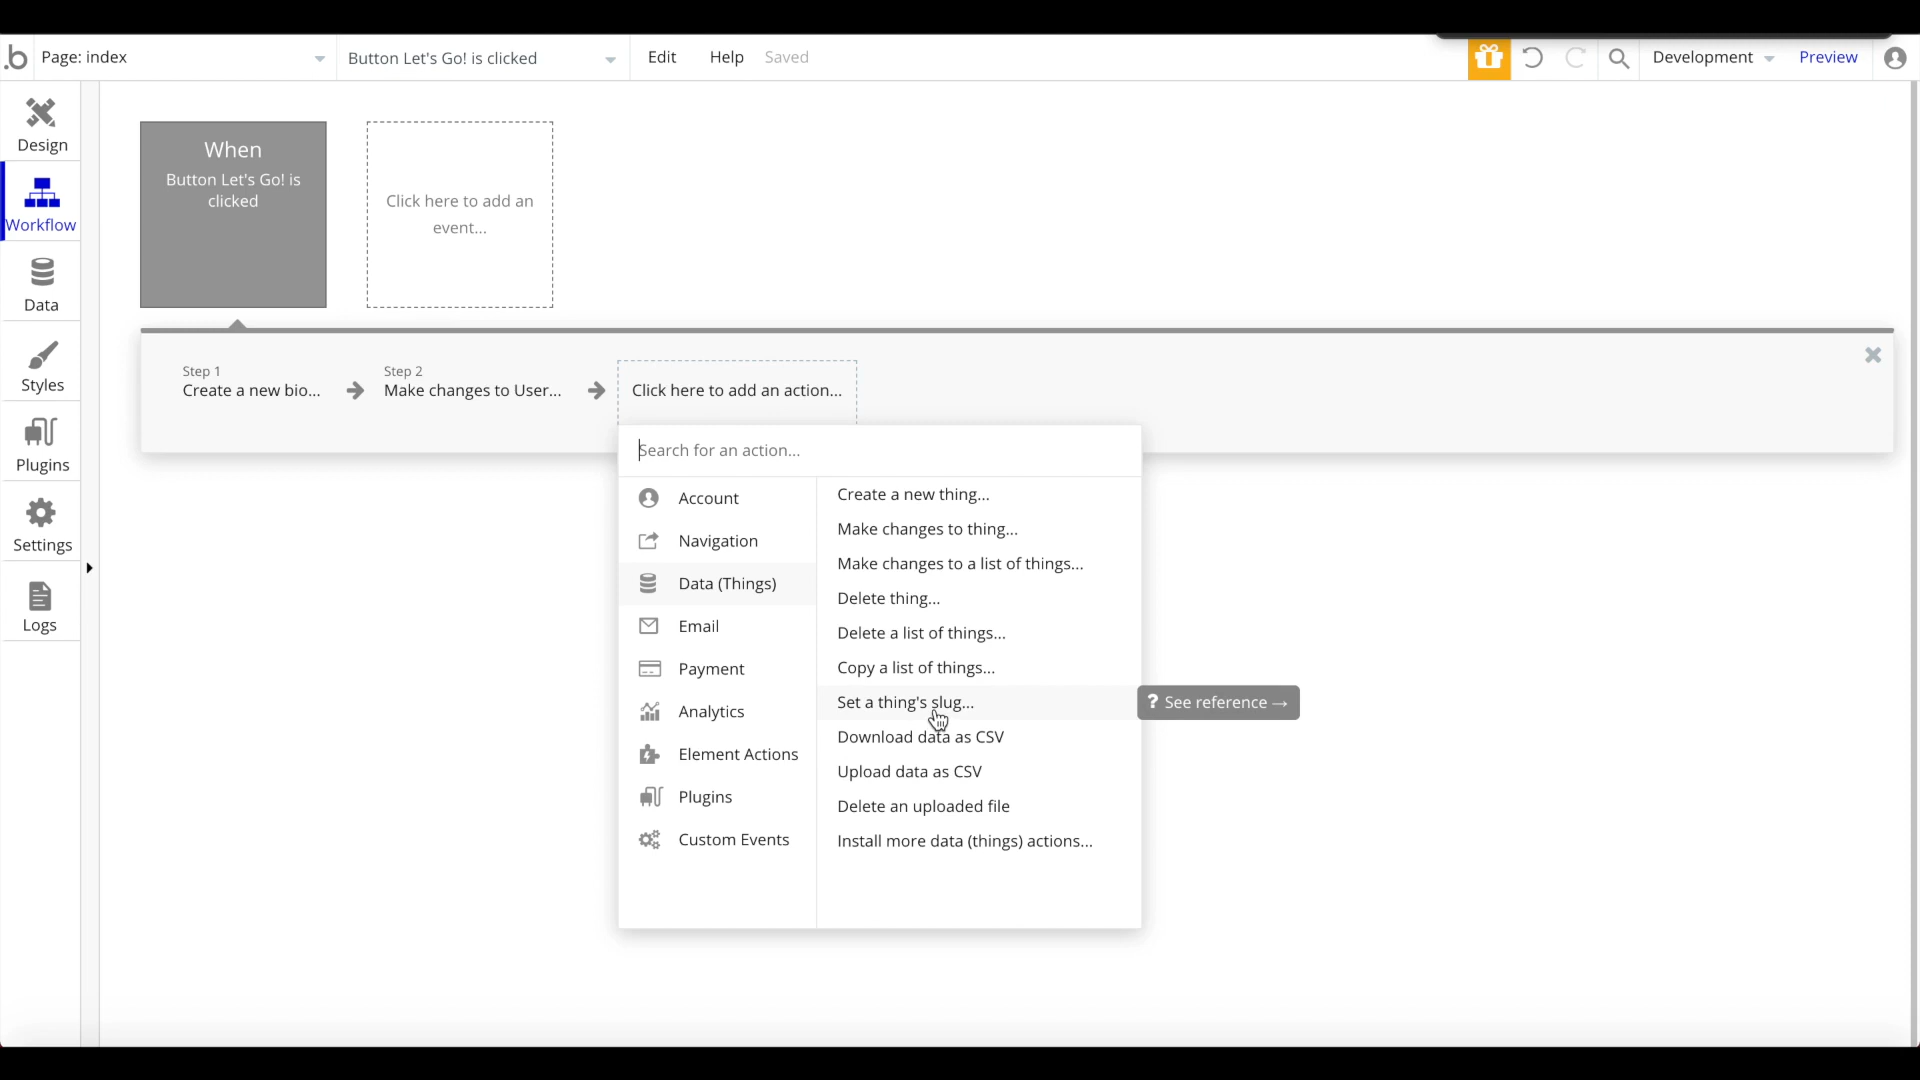 .b Page: index Button Let's Go! is clicked Edit Help Saved Development Preview
Design
Workflow
Data
Styles
Plugins
Settings
Logs
When
Button Let's Go! is
clicked
Click here to add an
event...
Step 1
Create a new bio...
Step 2
Make changes to User...
Click here to add an action...
Search for an action...
Account
Navigation
Data (Things)
Email
Payment
Analytics
Element Actions
Plugins
Custom Events
Create a new thing...
Make changes to thing...
Make changes to a list of things...
Delete thing...
Delete a list of things...
Copy a list of things...
Set a thing's slug...
? See reference →
Download data as CSV
Upload data as CSV
Delete an uploaded file
Install more data (things) actions...